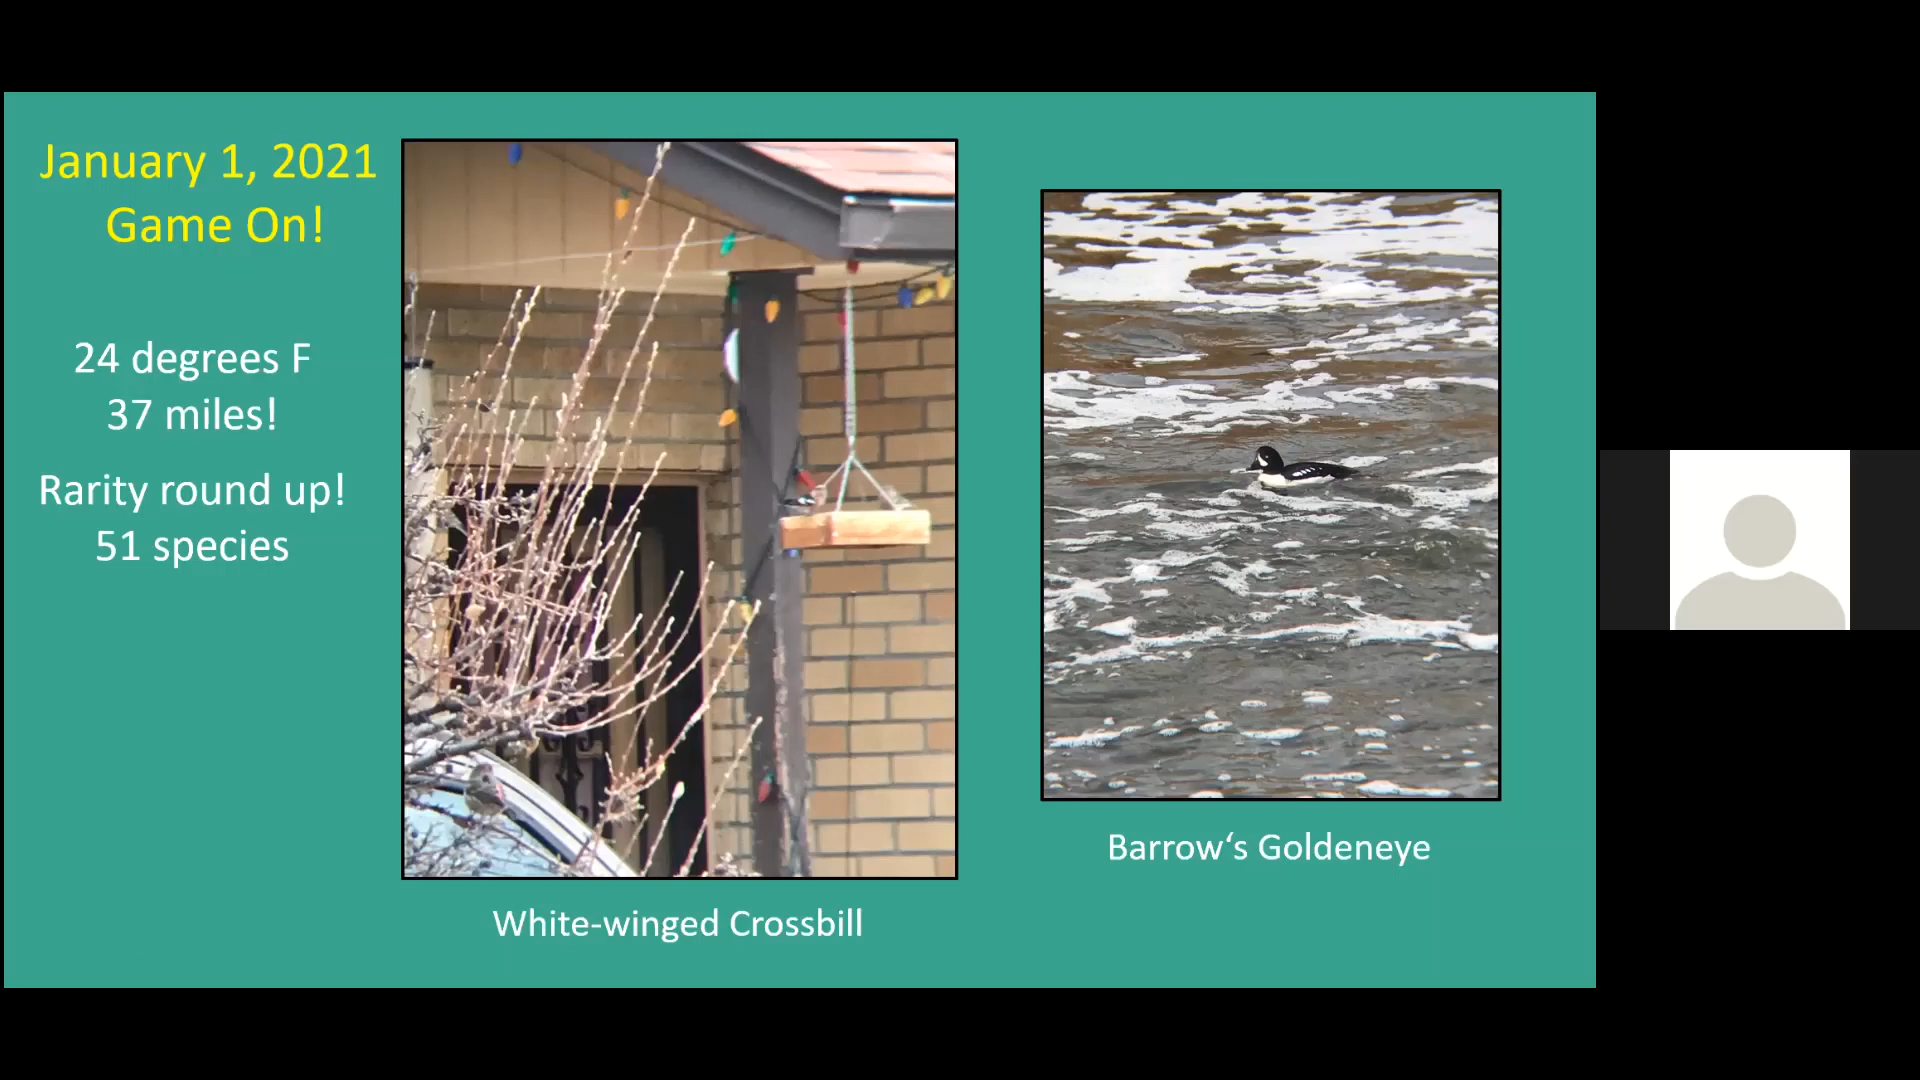 January 1, 2021
Game On!
24 degrees F
37 miles!
Rarity round up!
51 species
White-winged Crossbill
Barrow‘s Goldeneye